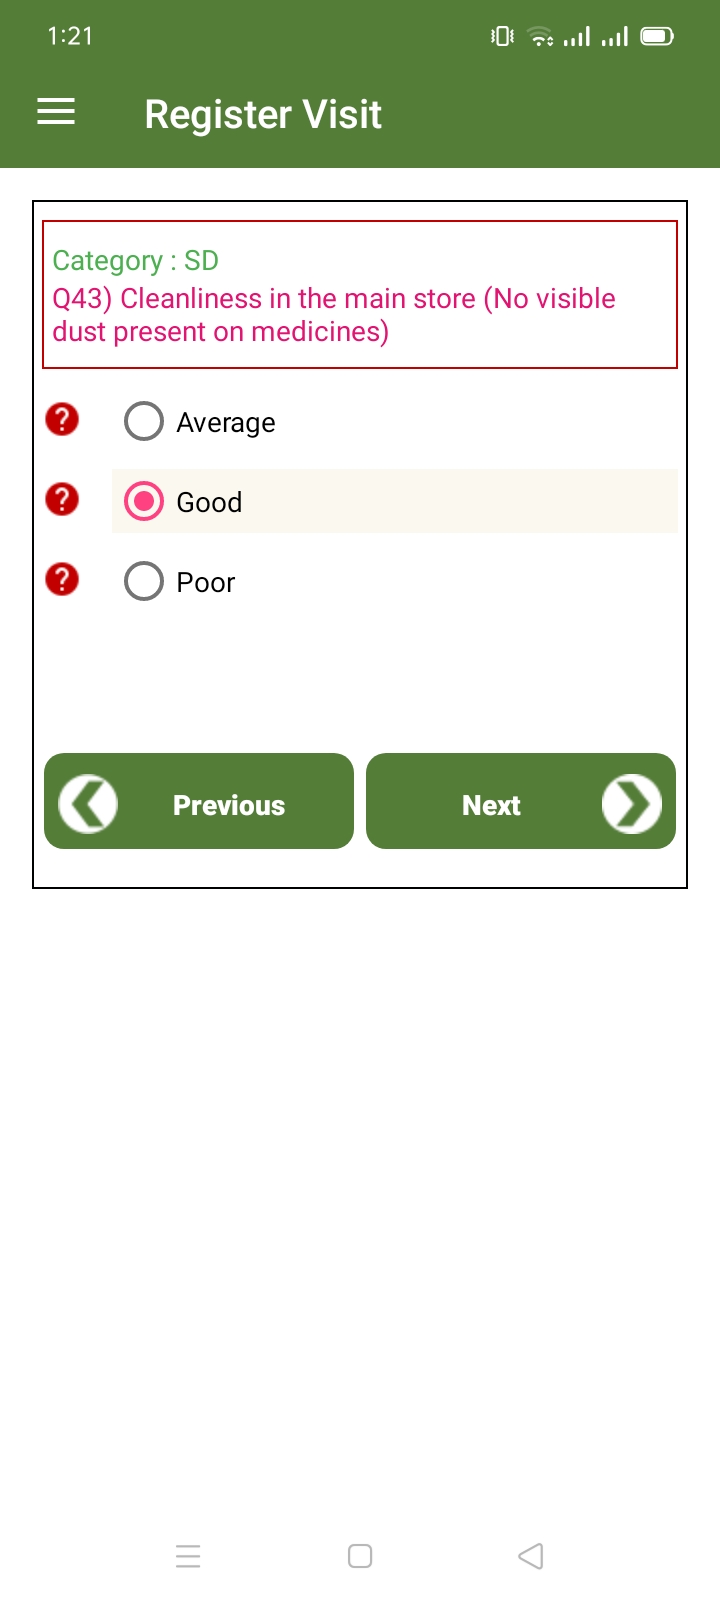 1:21
Register Visit
Category : SD
Q43) Cleanliness in the main store (No visible
dust present on medicines)
? Average
? Good
? Poor
Previous Next